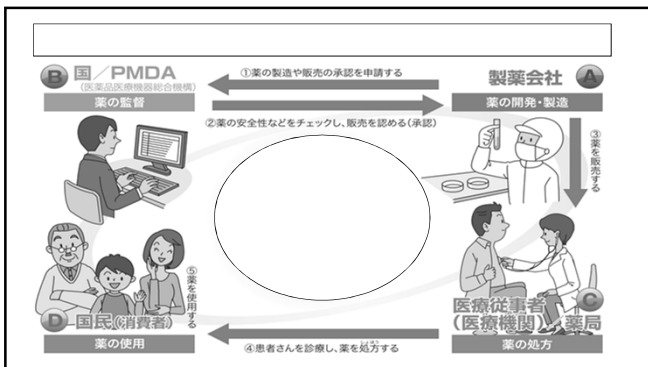 B 国／PMDA
（医薬品医療機器総合機構）
薬の監督
①薬の製造や販売の承認を申請する
②薬の安全性などをチェックし、販売を認める（承認）
製薬会社 A
薬の開発・製造
③薬を販売する
⑤薬を使用する
D 国民（消費者）
薬の使用
④患者さんを診療し、薬を処方する
しょほう
医療従事者
（医療機関）・薬局 C
薬の処方